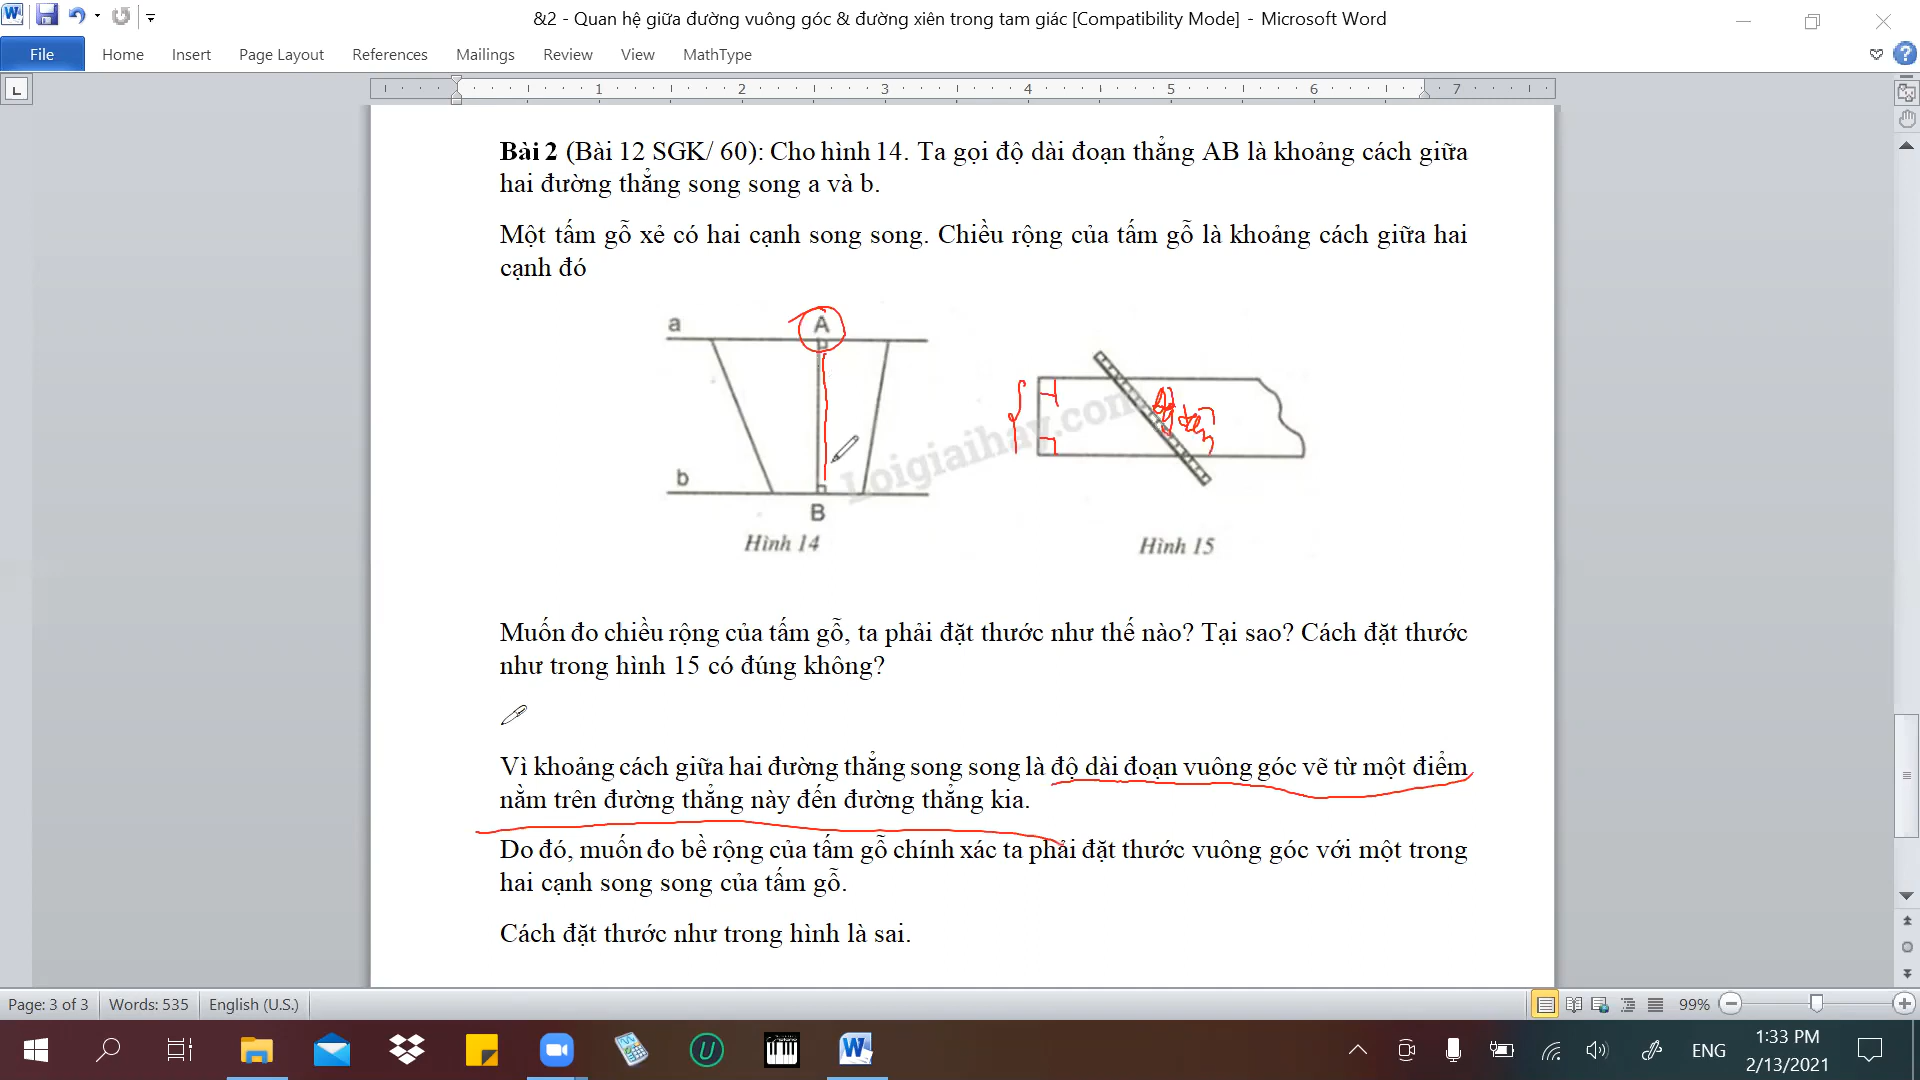 &2 - Quan hệ giữa đường vuông góc & đường xiên trong tam giác [Compatibility Mode] - Microsoft Word
File Home Insert Page Layout References Mailings Review View MathType
1 2 3 4 5 6 7
Bài 2 (Bài 12 SGK/ 60): Cho hình 14. Ta gọi độ dài đoạn thẳng AB là khoảng cách giữa
hai đường thẳng song song a và b.
Một tấm gỗ xẻ có hai cạnh song song. Chiều rộng của tấm gỗ là khoảng cách giữa hai
cạnh đó
a A
b
B
Loigiaihay.com
Hình 14
Hình 15
Muốn đo chiều rộng của tấm gỗ, ta phải đặt thước như thế nào? Tại sao? Cách đặt thước
như trong hình 15 có đúng không?
Vì khoảng cách giữa hai đường thẳng song song là độ dài đoạn vuông góc vẽ từ một điểm
nằm trên đường thẳng này đến đường thẳng kia.
Do đó, muốn đo bề rộng của tấm gỗ chính xác ta phải đặt thước vuông góc với một trong
hai cạnh song song của tấm gỗ.
Cách đặt thước như trong hình là sai.
Page: 3 of 3 Words: 535 English (U.S.) 99%
ENG
1:33 PM
2/13/2021